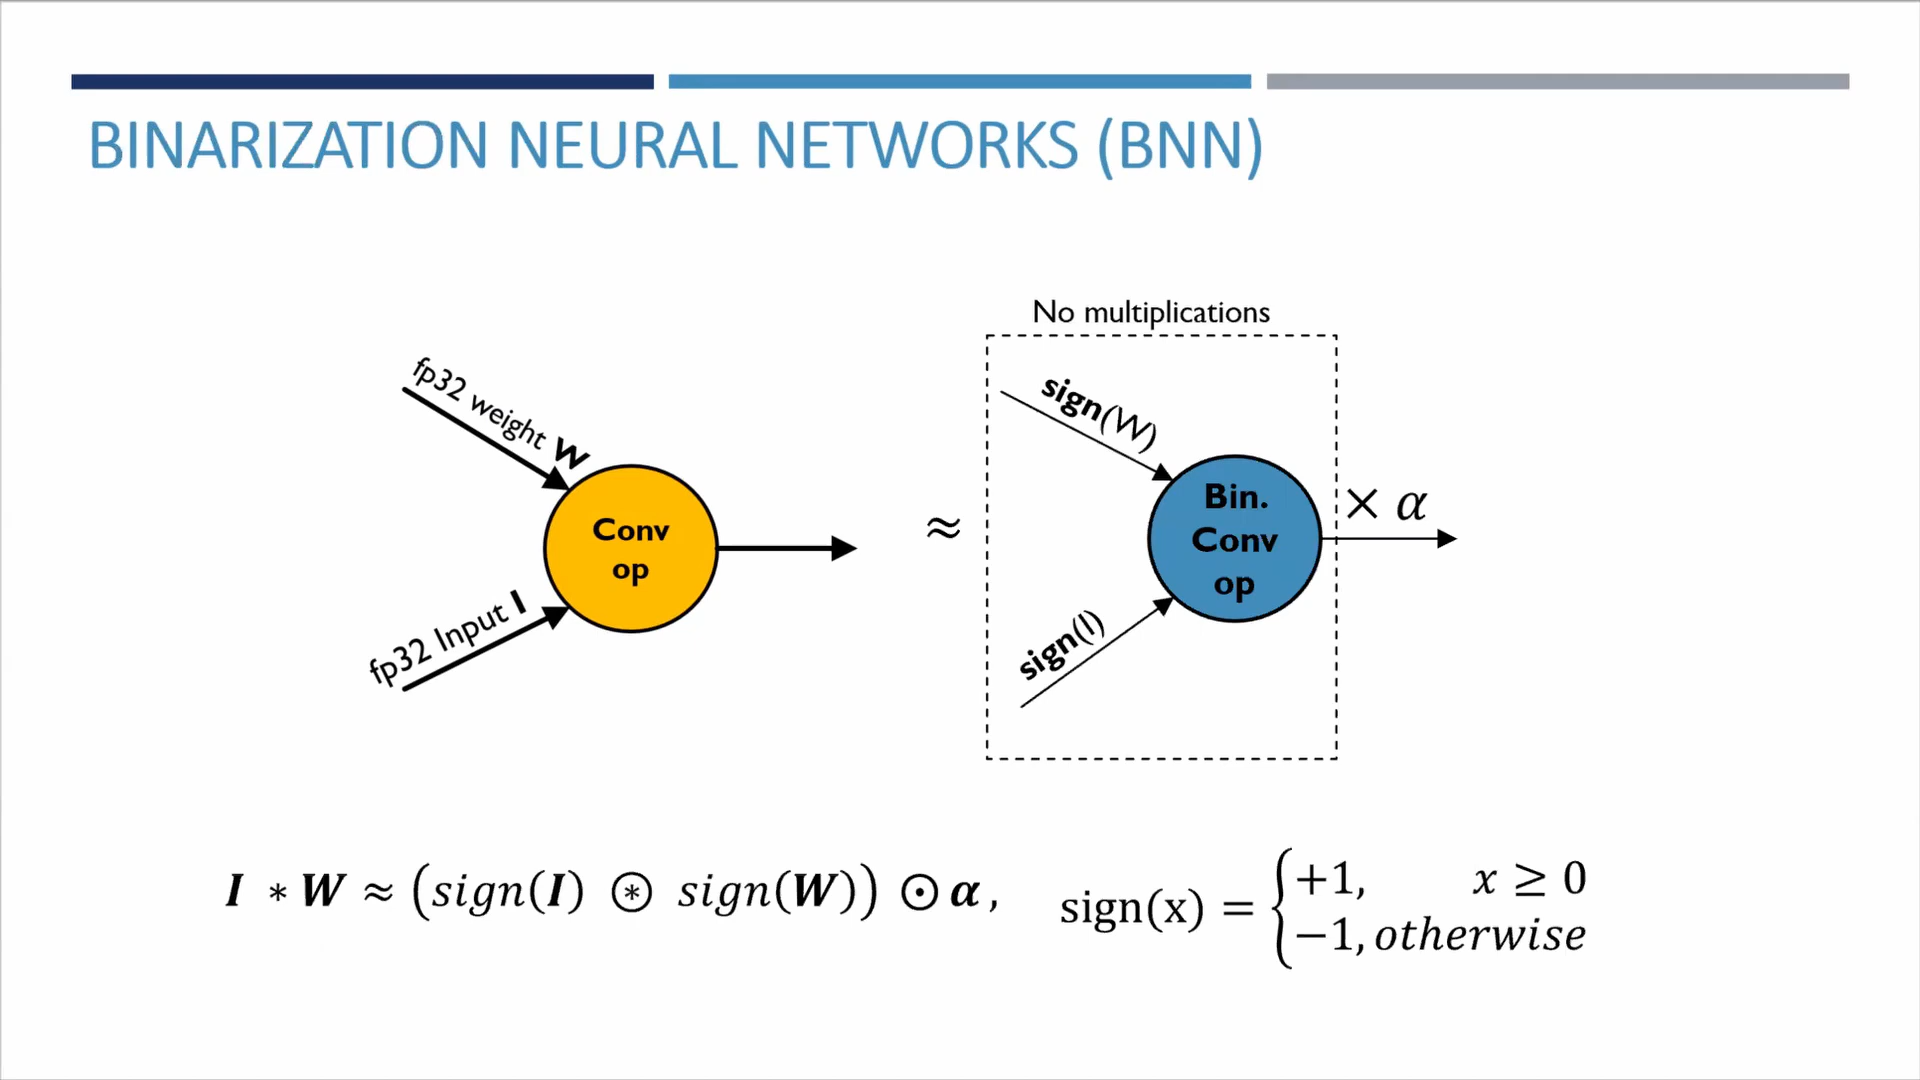 BINARIZATION NEURAL NETWORKS (BNN)
No multiplications
fp32 weight W
Conv
op
fp32 Input I
≈
sign(W)
Bin.
Conv
op
× α
sign(I)
I * W ≈ (sign(I) ⊛ sign(W)) ⊙ α,
sign(x) = { +1, x ≥ 0
−1, otherwise